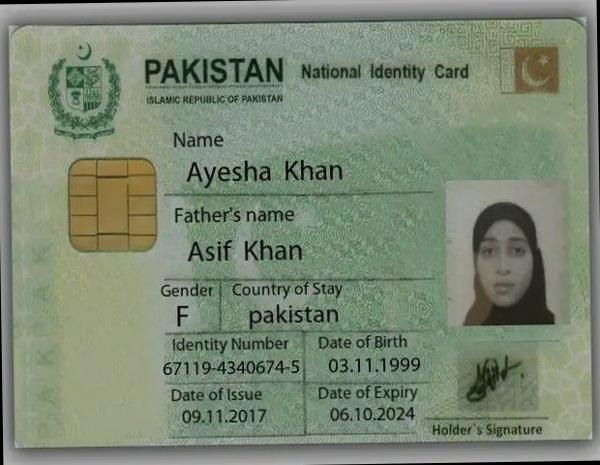 PAKISTAN National Identity Card
ISLAMIC REPUBLIC OF PAKISTAN
Name
Ayesha Khan
Father's name
Asif Khan
Gender Country of Stay
F pakistan
Identity Number Date of Birth
67119-4340674-5 03.11.1999
Date of Issue Date of Expiry
09.11.2017 06.10.2024
Holder`s Signature